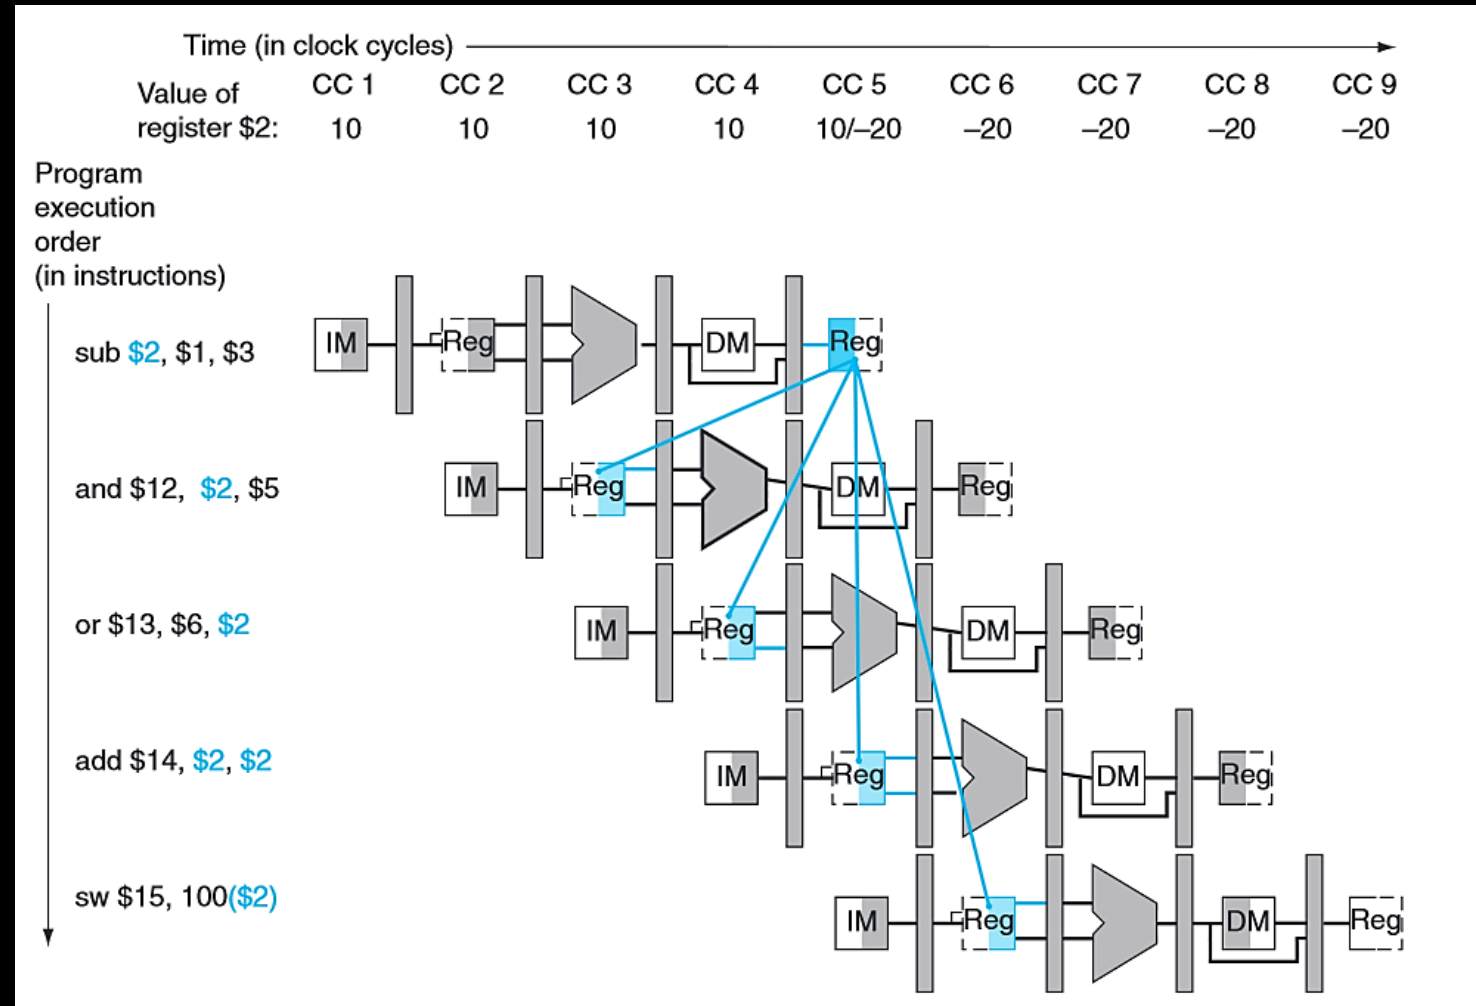 Time (in clock cycles)
CC 1 CC 2 CC 3 CC 4 CC 5 CC 6 CC 7 CC 8 CC 9
Value of
register $2: 10 10 10 10 10/–20 –20 –20 –20 –20
Program
execution
order
(in instructions)
sub $2, $1, $3
IM Reg DM Reg
and $12, $2, $5
IM Reg DM Reg
or $13, $6, $2
IM Reg DM Reg
add $14, $2, $2
IM Reg DM Reg
sw $15, 100($2)
IM Reg DM Reg